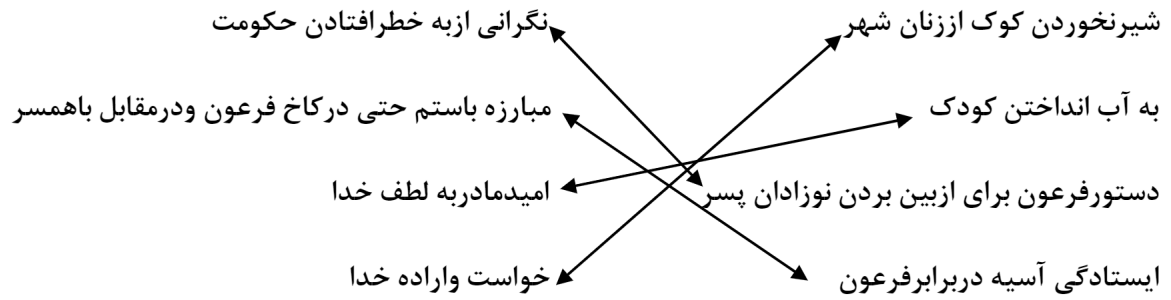 شیرنخوردن کوک اززنان شهر نگرانی ازبه خطرافتادن حکومت
به آب انداختن کودک مبارزه باستم حتی درکاخ فرعون ودرمقابل باهمسر
دستورفرعون برای ازبین بردن نوزادان پسر امیدمادربه لطف خدا
ایستادگی آسیه دربرابرفرعون خواست واراده خدا